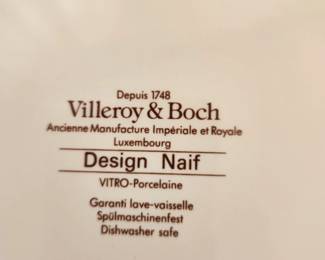 Depuis 1748
Villeroy & Boch
Ancienne Manufacture Impériale et Royale
Luxembourg
Design Naif
VITRO-Porcelaine
Garanti lave-vaisselle
Spülmaschinenfest
Dishwasher safe